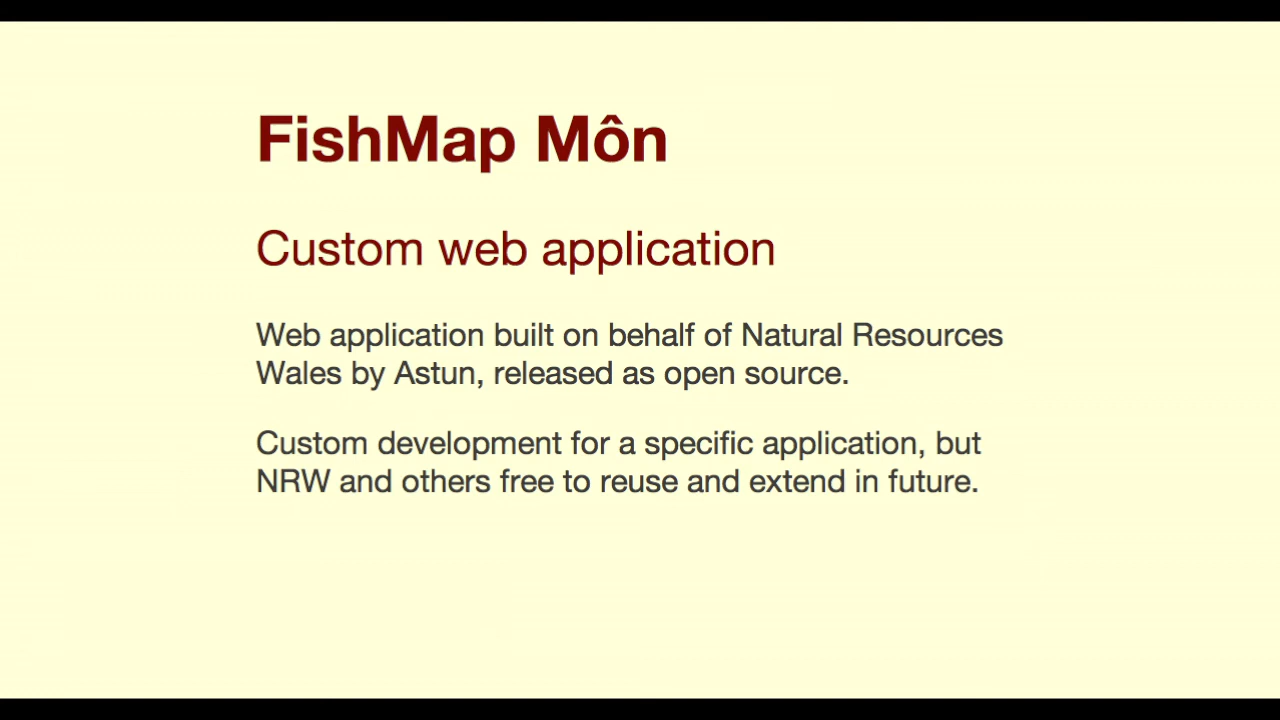 FishMap Môn
Custom web application
Web application built on behalf of Natural Resources
Wales by Astun, released as open source.
Custom development for a specific application, but
NRW and others free to reuse and extend in future.